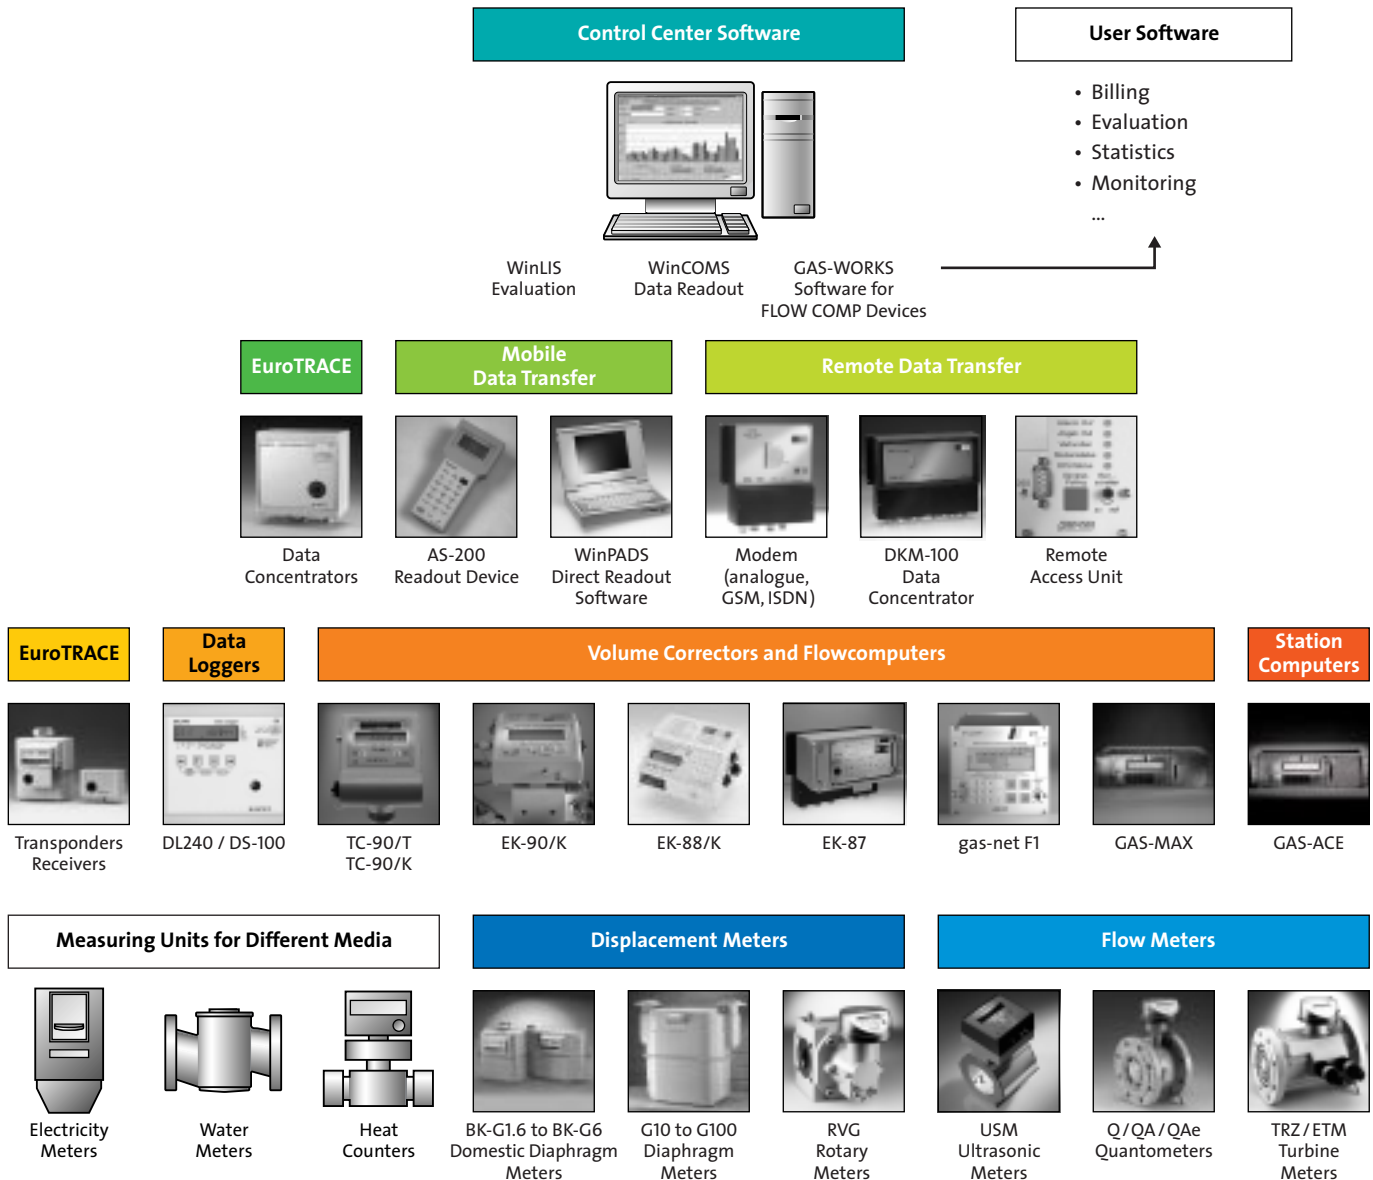 Control Center Software
User Software
• Billing
• Evaluation
• Statistics
• Monitoring
...
WinLIS
Evaluation
WinCOMS
Data Readout
GAS-WORKS
Software for
FLOW COMP Devices
EuroTRACE
Mobile
Data Transfer
Remote Data Transfer
Data
Concentrators
AS-200
Readout Device
WinPADS
Direct Readout
Software
Modem
(analogue,
GSM, ISDN)
DKM-100
Data
Concentrator
Remote
Access Unit
EuroTRACE
Data
Loggers
Volume Correctors and Flowcomputers
Station
Computers
Transponders
Receivers
DL240 / DS-100
TC-90/T
TC-90/K
EK-90/K
EK-88/K
EK-87
gas-net F1
GAS-MAX
GAS-ACE
Measuring Units for Different Media
Displacement Meters
Flow Meters
Electricity
Meters
Water
Meters
Heat
Counters
BK-G1.6 to BK-G6
Domestic Diaphragm
Meters
G10 to G100
Diaphragm
Meters
RVG
Rotary
Meters
USM
Ultrasonic
Meters
Q / QA / QAe
Quantometers
TRZ / ETM
Turbine
Meters